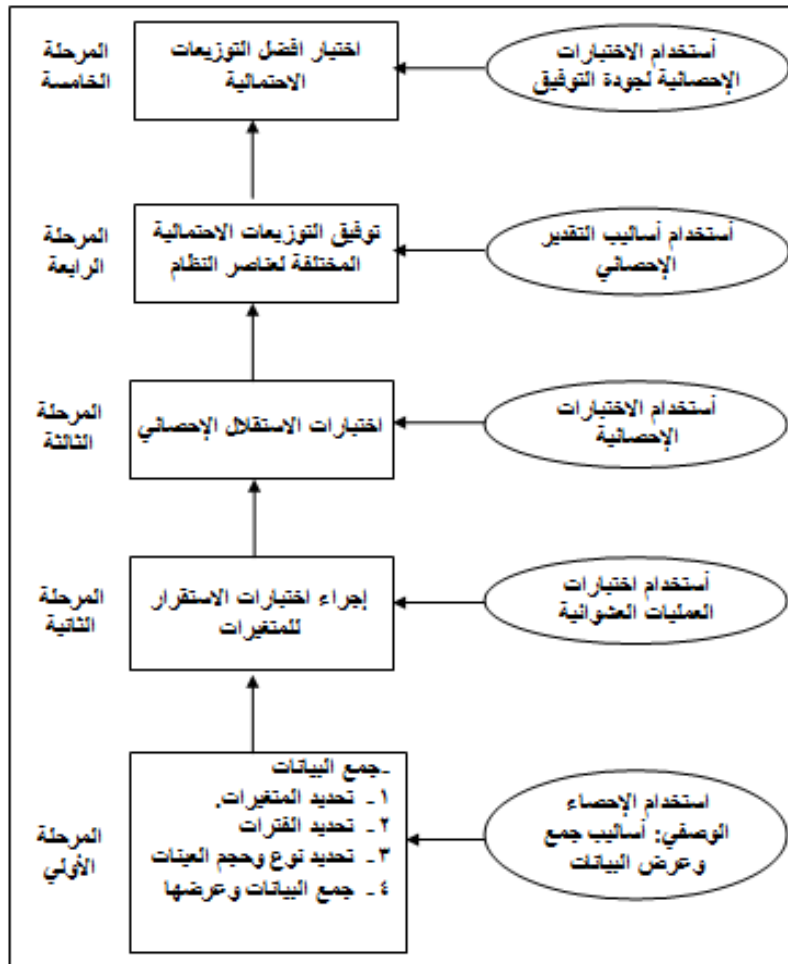 المرحلة
الخامسة
اختيار افضل التوزيعات
الاحتمالية
أستخدام الاختبارات
الإحصائية لجودة التوفيق
المرحلة
الرابعة
توفيق التوزيعات الاحتمالية
المختلفة لعناصر النظام
أستخدام أساليب التقدير
الإحصائي
المرحلة
الثالثة
اختبارات الاستقلال الإحصائي
أستخدام الاختبارات
الإحصائية
المرحلة
الثانية
إجراء اختبارات الاستقرار
للمتغيرات
أستخدام اختبارات
العمليات العشوائية
المرحلة
الأولي
-جمع البيانات
١- تحديد المتغيرات.
٢- تحديد الفترات
٣- تحديد نوع وحجم العينات
٤- جمع البيانات وعرضها
استخدام الإحصاء
الوصفي: أساليب جمع
وعرض البيانات